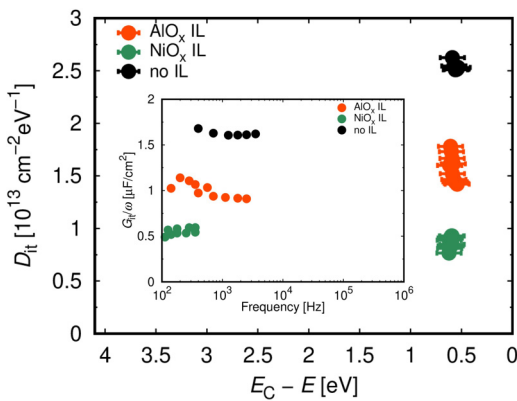 AlOx IL
NiOx IL
no IL
3
2.5
2
1.5
1
0.5
0
Dit [10^13 cm^−2eV^−1]
4 3.5 3 2.5 2 1.5 1 0.5 0
EC − E [eV]
AlOx IL
NiOx IL
no IL
2
1.5
1
0.5
0
Git/ω [µF/cm^2]
10^2 10^3 10^4 10^5 10^6
Frequency [Hz]